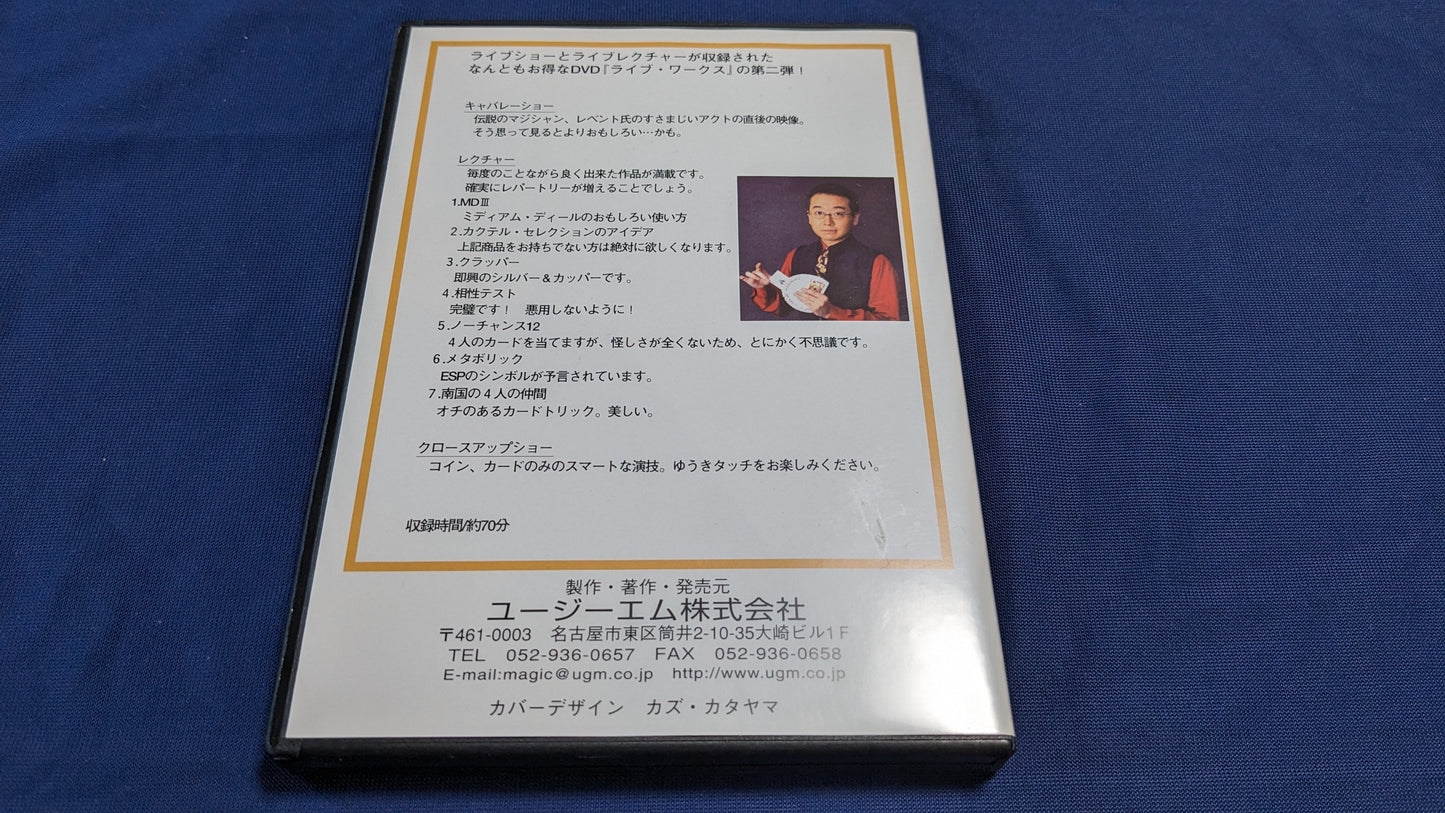 ライブショーとライブレクチャーが収録された
なんともお得なDVD『ライブ・ワークス』の第二弾！
キャバレーショー
伝説のマジシャン、レベント氏のすさまじいアクトの直後の映像。
そう思って見るとよりおもしろい…かも。
レクチャー
毎度のことながら良く出来た作品が満載です。
確実にレパートリーが増えることでしょう。
1.MDⅢ
ミディアム・ディールのおもしろい使い方
2.カクテル・セレクションのアイデア
上記商品をお持ちでない方は絶対に欲しくなります。
3.クラッパー
即興のシルバー＆カッパーです。
4.相性テスト
完璧です！　悪用しないように！
5.ノーチャンス12
4人のカードを当てますが、怪しさが全くないため、とにかく不思議です。
6.メタボリック
ESPのシンボルが予言されています。
7.南国の4人の仲間
オチのあるカードトリック。美しい。
クロースアップショー
コイン、カードのみのスマートな演技。ゆうきタッチをお楽しみください。
収録時間/約70分
製作・著作・発売元
ユージーエム株式会社
〒461-0003　名古屋市東区筒井2-10-35大崎ビル1F
TEL　052-936-0657　FAX　052-936-0658
E-mail:magic@ugm.co.jp　http://www.ugm.co.jp
カバーデザイン　カズ・カタヤマ